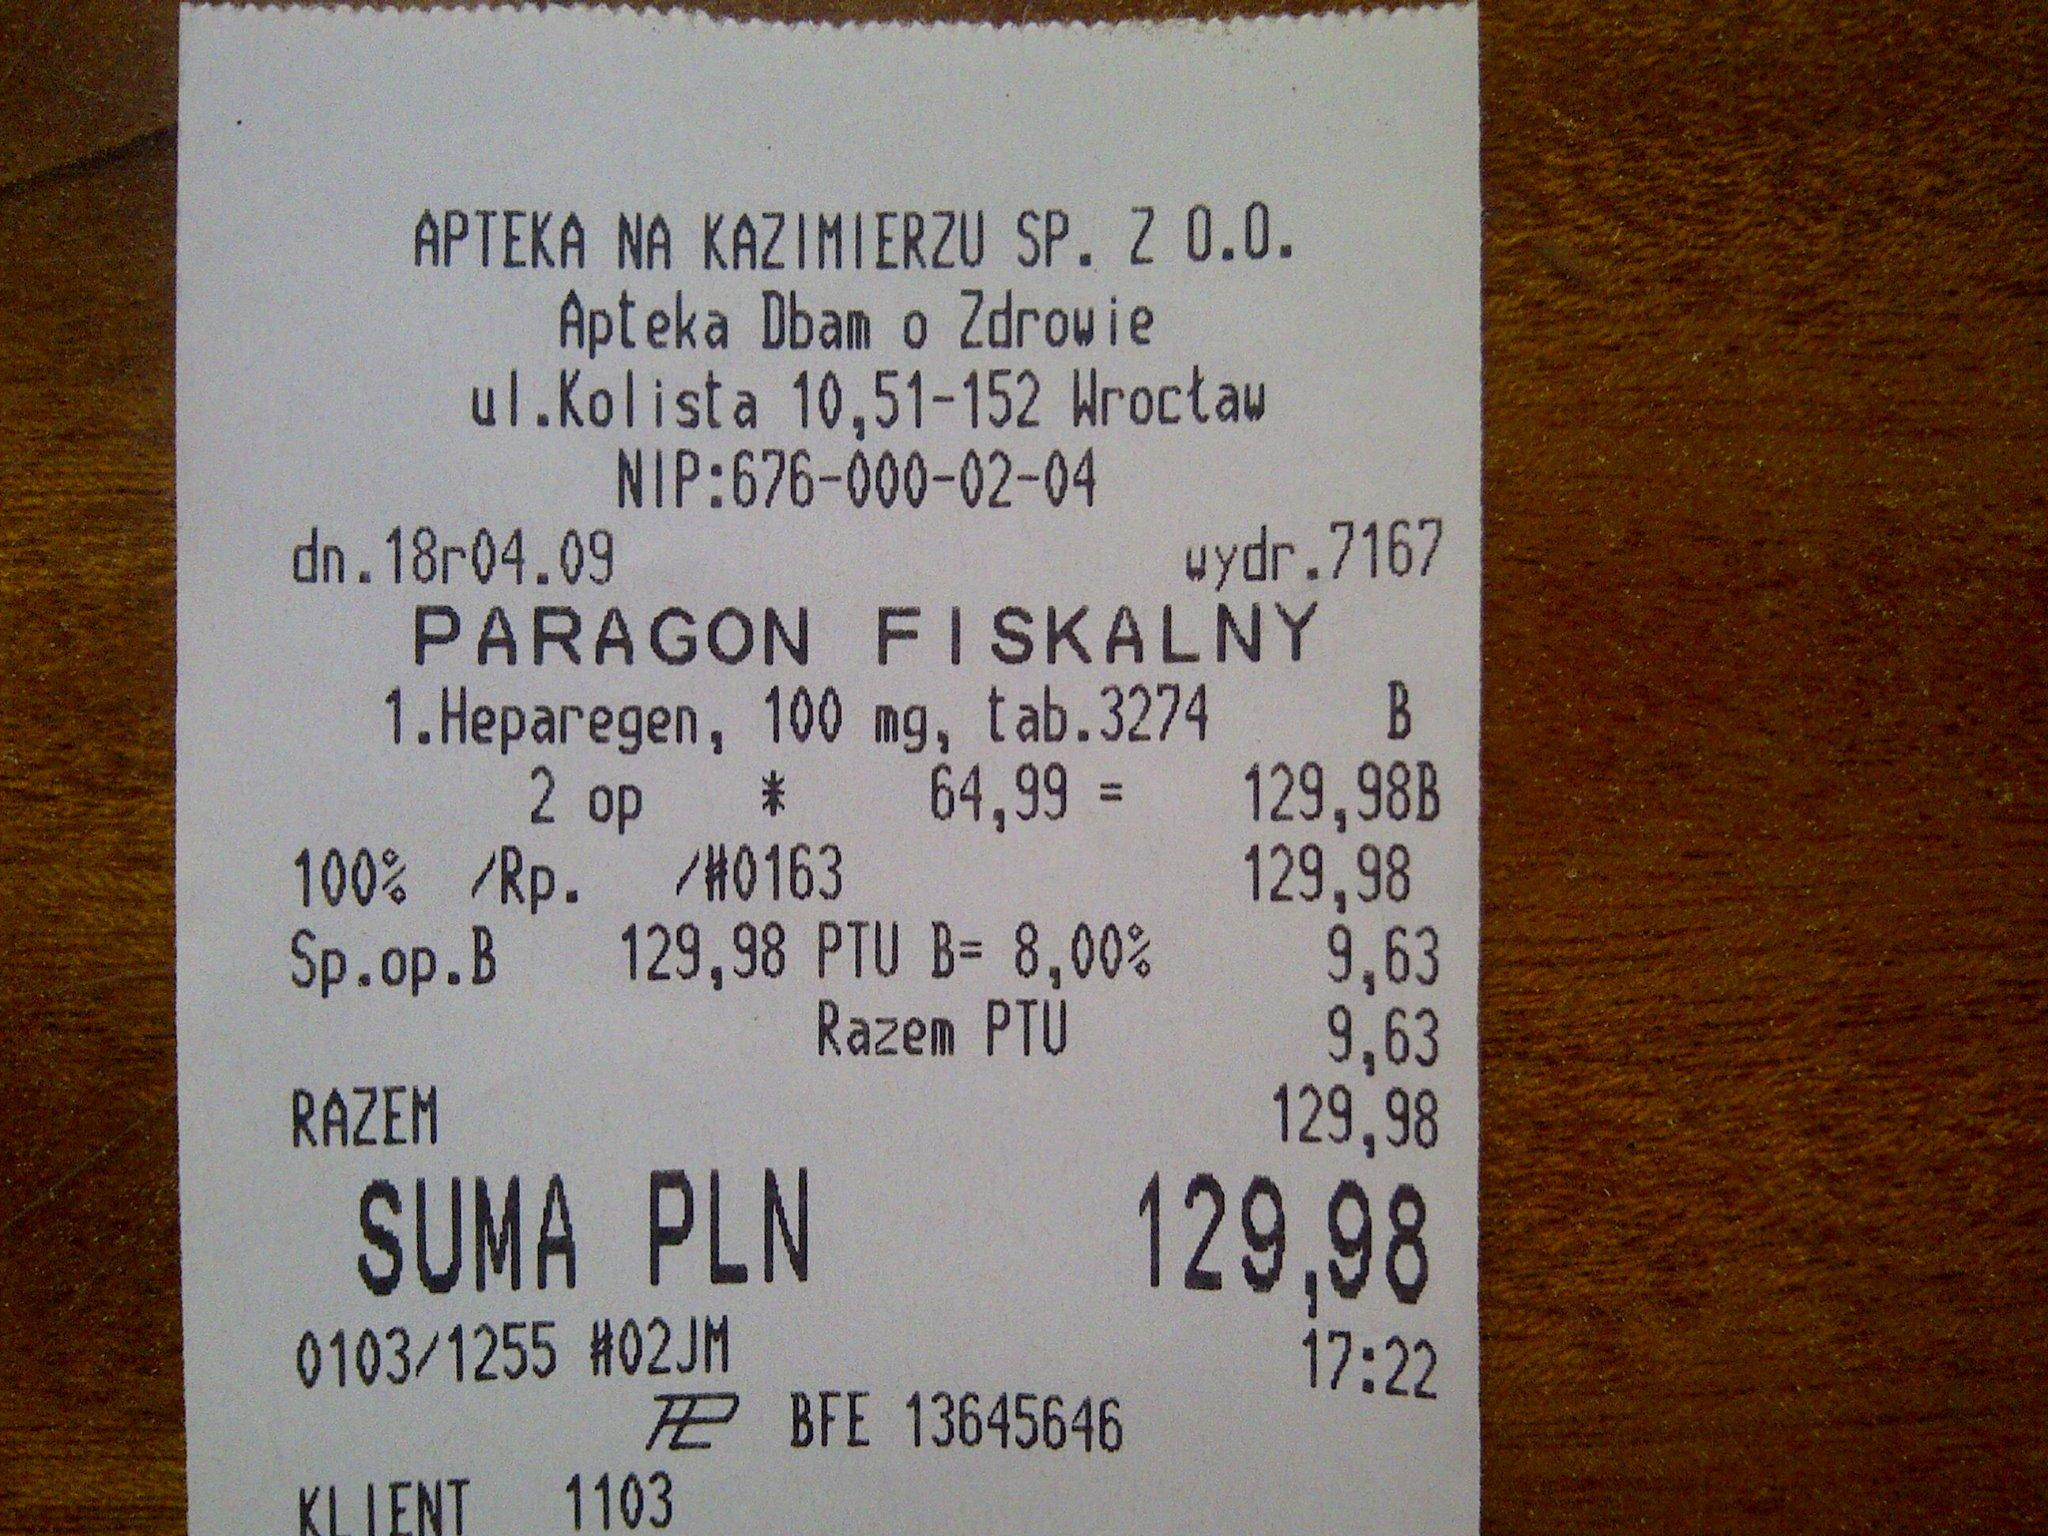 APTEKA NA KAZIMIERZU SP. Z O.O.
Apteka Dbam o Zdrowie
ul.Kolista 10,51-152 Wrocław
NIP:676-000-02-04
dn.18r04.09 wydr.7167
PARAGON FISKALNY
1.Heparegen, 100 mg, tab.3274 B
2 op * 64,99 = 129,98B
100% /Rp. /#0163 129,98
Sp.op.B 129,98 PTU B= 8,00% 9,63
Razem PTU 9,63
RAZEM 129,98
SUMA PLN 129,98
0103/1255 #02JM 17:22
PL BFE 13645646
KLIENT 1103